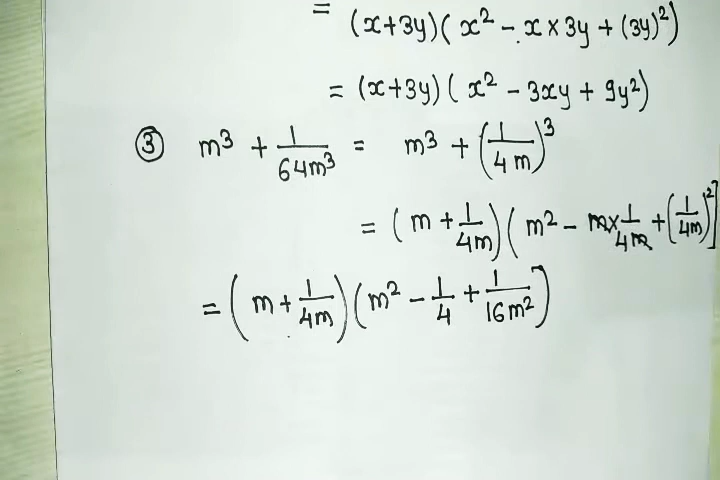 = (x+3y)(x² - x × 3y + (3y)²)
= (x+3y)(x² - 3xy + 9y²)
③ m³ + 1/64m³ = m³ + (1/4m)³
= (m + 1/4m)(m² - m×1/4m + (1/4m)²]
= (m + 1/4m)(m² - 1/4 + 1/16m²)